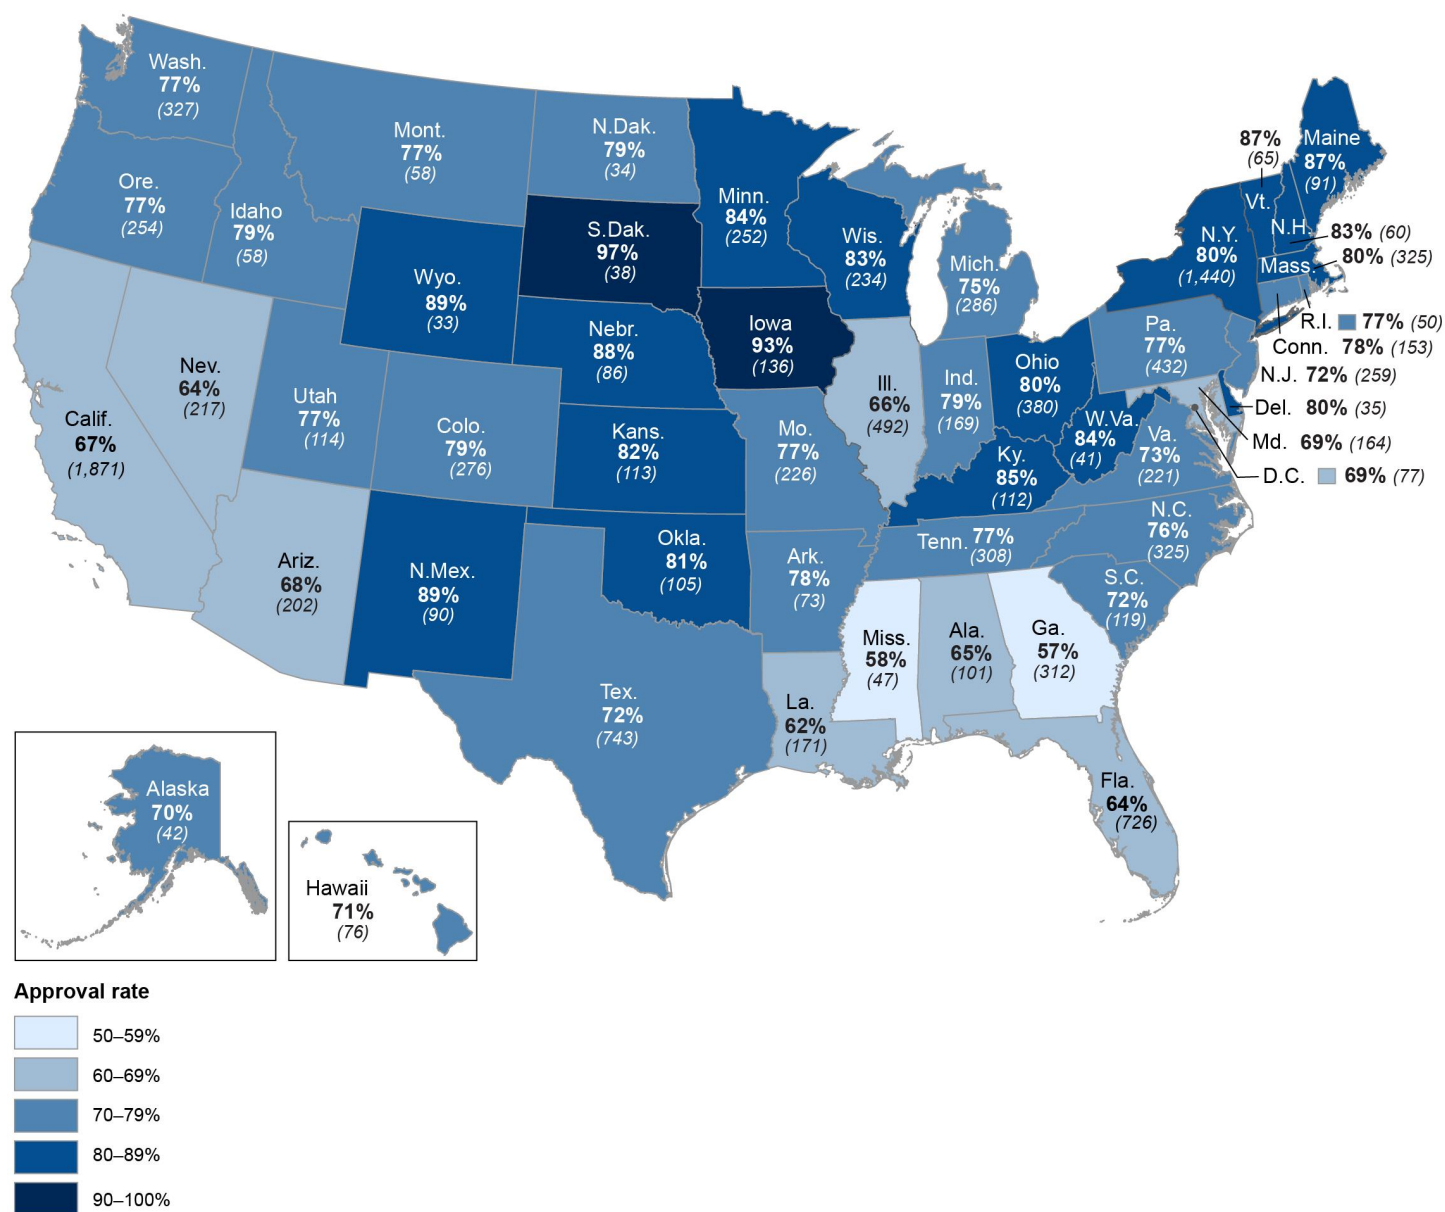 Wash.
77%
(327)
Ore.
77%
(254)
Idaho
79%
(58)
Mont.
77%
(58)
N.Dak.
79%
(34)
S.Dak.
97%
(38)
Wyo.
89%
(33)
Nebr.
88%
(86)
Minn.
84%
(252)
Wis.
83%
(234)
Iowa
93%
(136)
Mich.
75%
(286)
Calif.
67%
(1,871)
Nev.
64%
(217)
Utah
77%
(114)
Colo.
79%
(276)
Kans.
82%
(113)
Mo.
77%
(226)
Ill.
66%
(492)
Ind.
79%
(169)
Ohio
80%
(380)
Ky.
85%
(112)
W.Va.
84%
(41)
Va.
73%
(221)
Pa.
77%
(432)
N.Y.
80%
(1,440)
87%
(65)
Vt.
Maine
87%
(91)
N.H. 83% (60)
Mass. 80% (325)
R.I. 77% (50)
Conn. 78% (153)
N.J. 72% (259)
Del. 80% (35)
Md. 69% (164)
D.C. 69% (77)
Ariz.
68%
(202)
N.Mex.
89%
(90)
Okla.
81%
(105)
Ark.
78%
(73)
Tenn. 77%
(308)
N.C.
76%
(325)
S.C.
72%
(119)
Tex.
72%
(743)
La.
62%
(171)
Miss.
58%
(47)
Ala.
65%
(101)
Ga.
57%
(312)
Fla.
64%
(726)
Alaska
70%
(42)
Hawaii
71%
(76)
Approval rate
50–59%
60–69%
70–79%
80–89%
90–100%